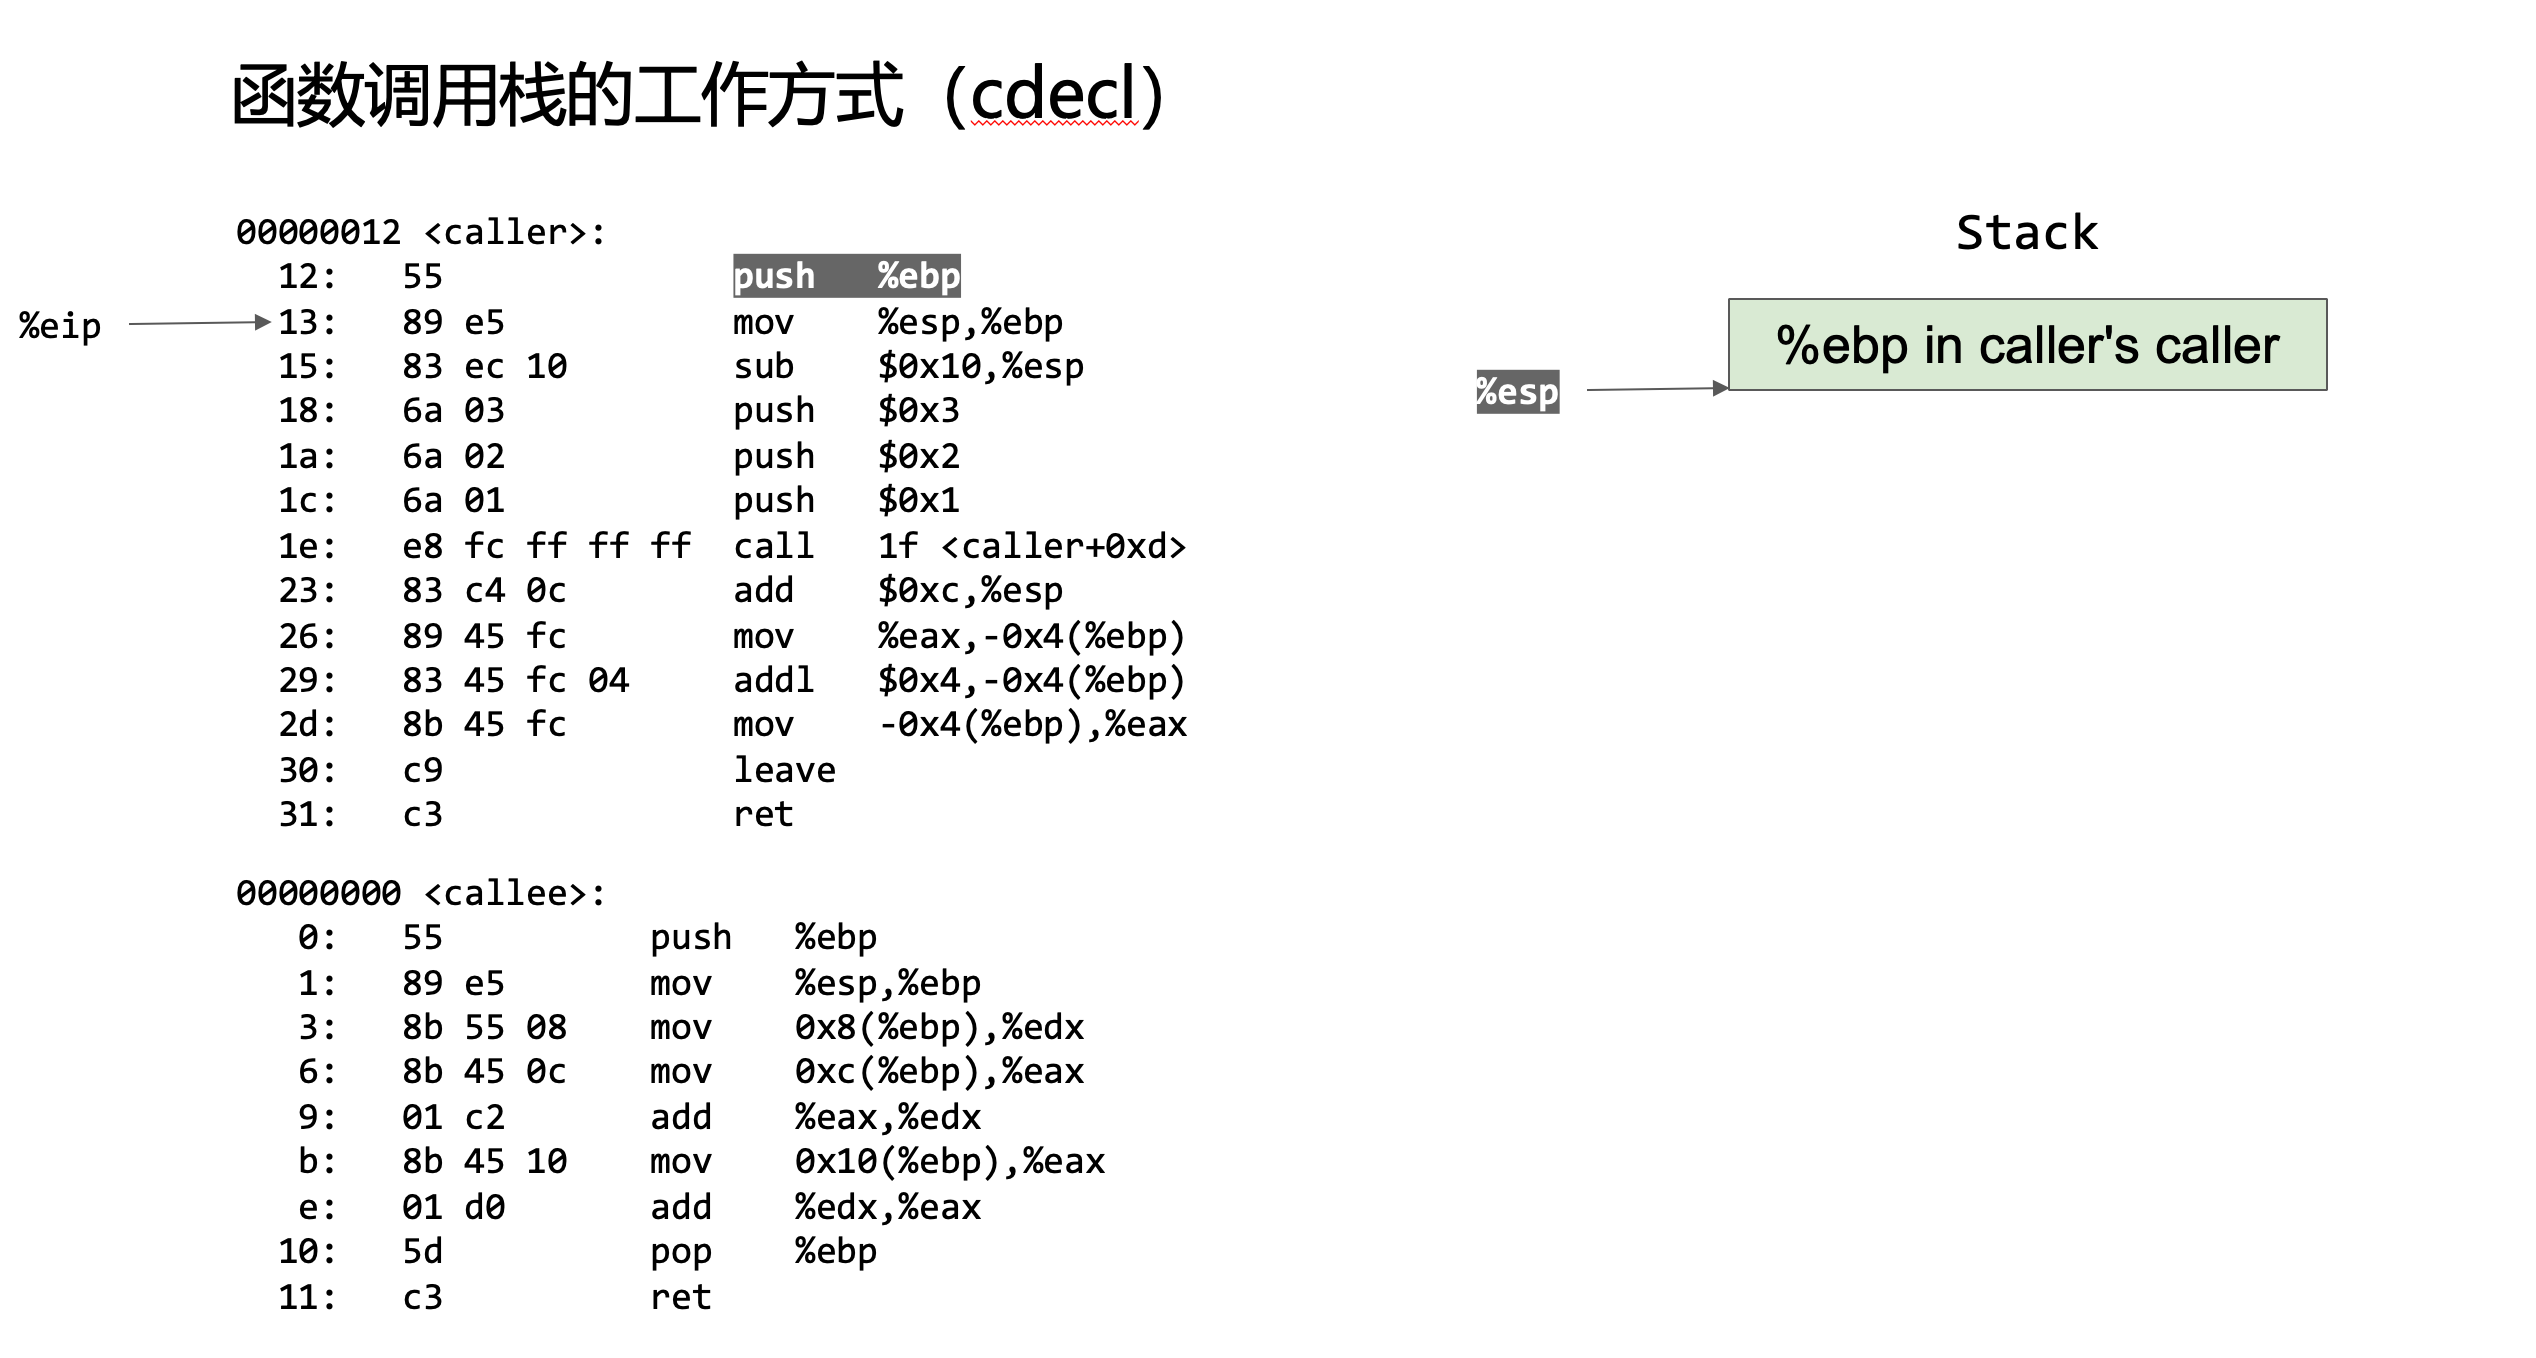 函数调用栈的工作方式（cdecl）
00000012 <caller>:
12: 55 push %ebp
%eip 13: 89 e5 mov %esp,%ebp
15: 83 ec 10 sub $0x10,%esp
18: 6a 03 push $0x3
1a: 6a 02 push $0x2
1c: 6a 01 push $0x1
1e: e8 fc ff ff ff call 1f <caller+0xd>
23: 83 c4 0c add $0xc,%esp
26: 89 45 fc mov %eax,-0x4(%ebp)
29: 83 45 fc 04 addl $0x4,-0x4(%ebp)
2d: 8b 45 fc mov -0x4(%ebp),%eax
30: c9 leave
31: c3 ret
00000000 <callee>:
0: 55 push %ebp
1: 89 e5 mov %esp,%ebp
3: 8b 55 08 mov 0x8(%ebp),%edx
6: 8b 45 0c mov 0xc(%ebp),%eax
9: 01 c2 add %eax,%edx
b: 8b 45 10 mov 0x10(%ebp),%eax
e: 01 d0 add %edx,%eax
10: 5d pop %ebp
11: c3 ret
Stack
%ebp in caller's caller
%esp